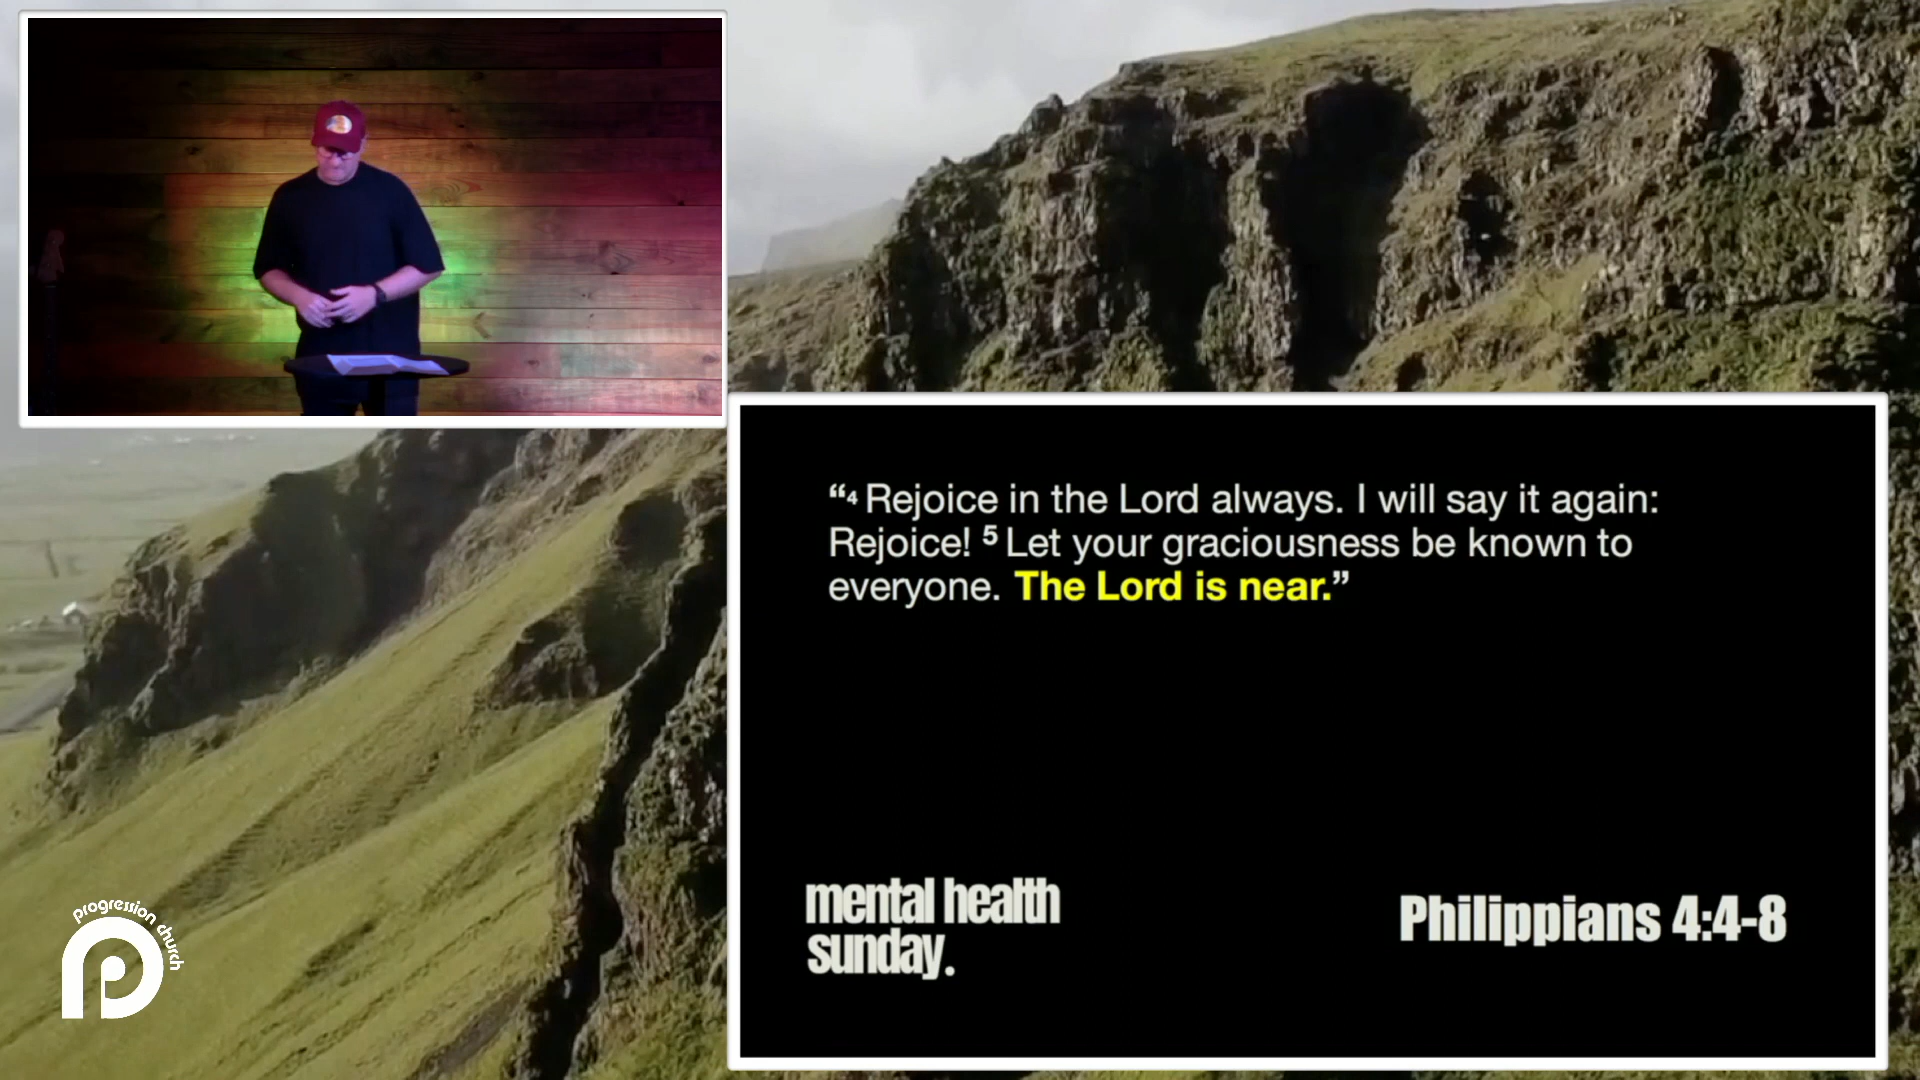 “4 Rejoice in the Lord always. I will say it again:
Rejoice! 5 Let your graciousness be known to
everyone. The Lord is near.”
mental health
sunday.
Philippians 4:4-8
progression church